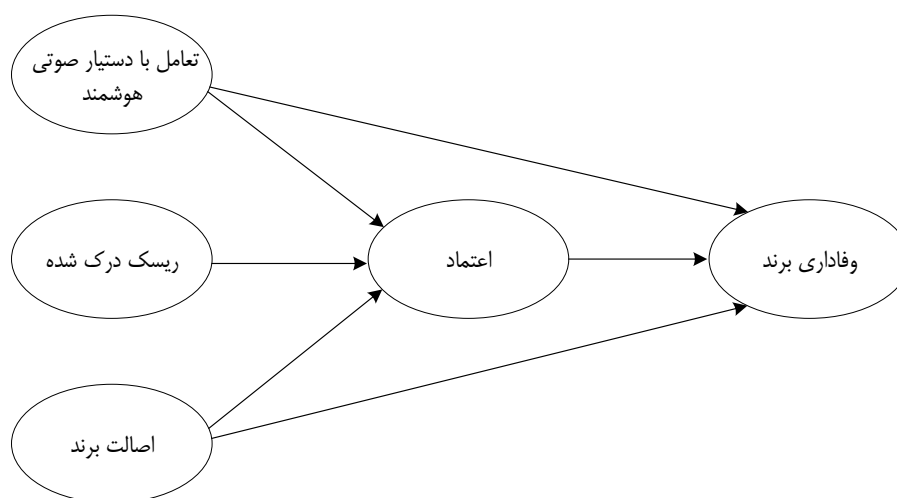 تعامل با دستیار صوتی
هوشمند
ریسک درک شده
اعتماد
وفاداری برند
اصالت برند